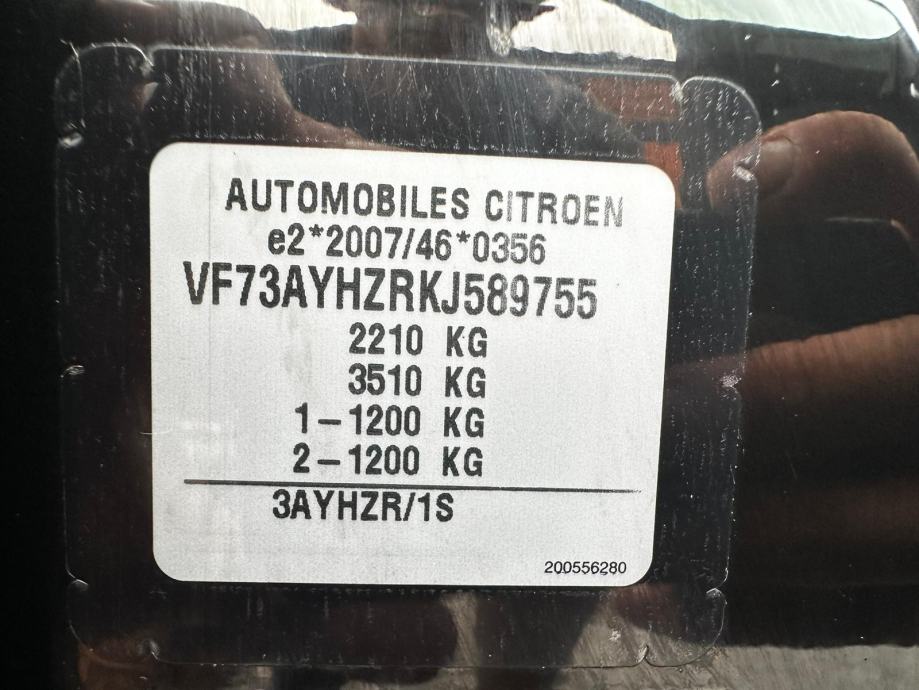 AUTOMOBILES CITROEN
e2*2007/46*0356
VF73AYHZRKJ589755
2210 KG
3510 KG
1-1200 KG
2-1200 KG
3AYHZR/1S
200556280